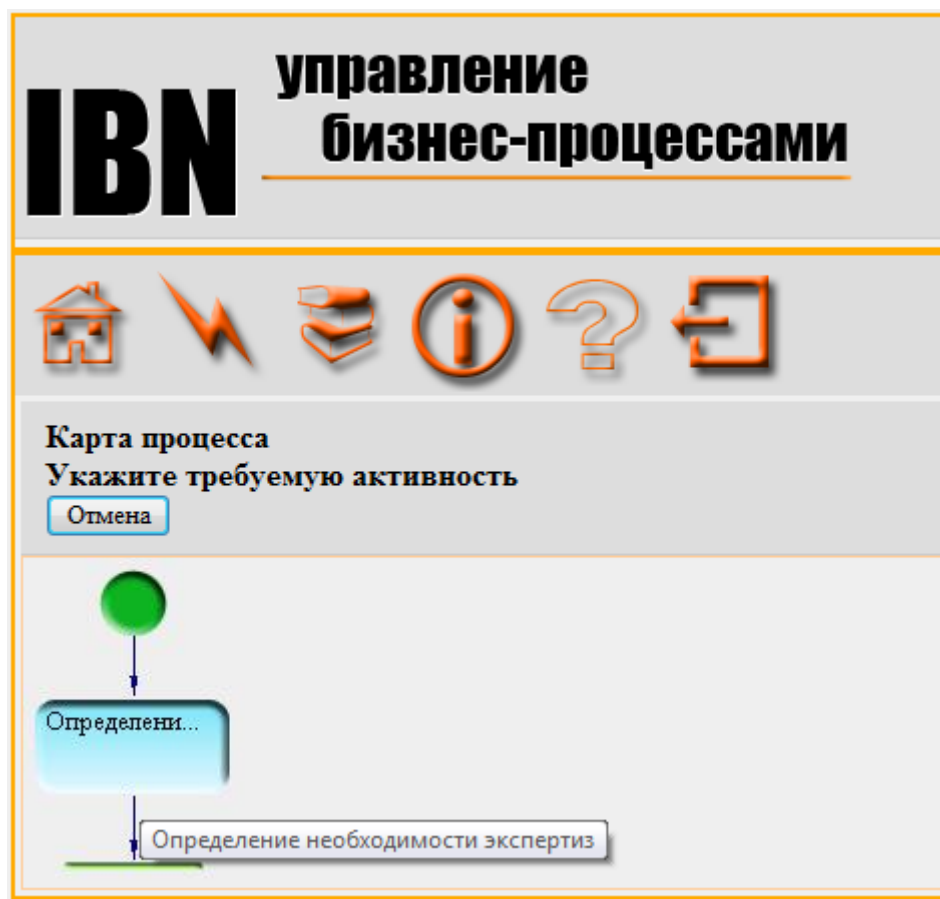 IBN
управление
бизнес-процессами
Карта процесса
Укажите требуемую активность
Отмена
Определени...
Определение необходимости экспертиз